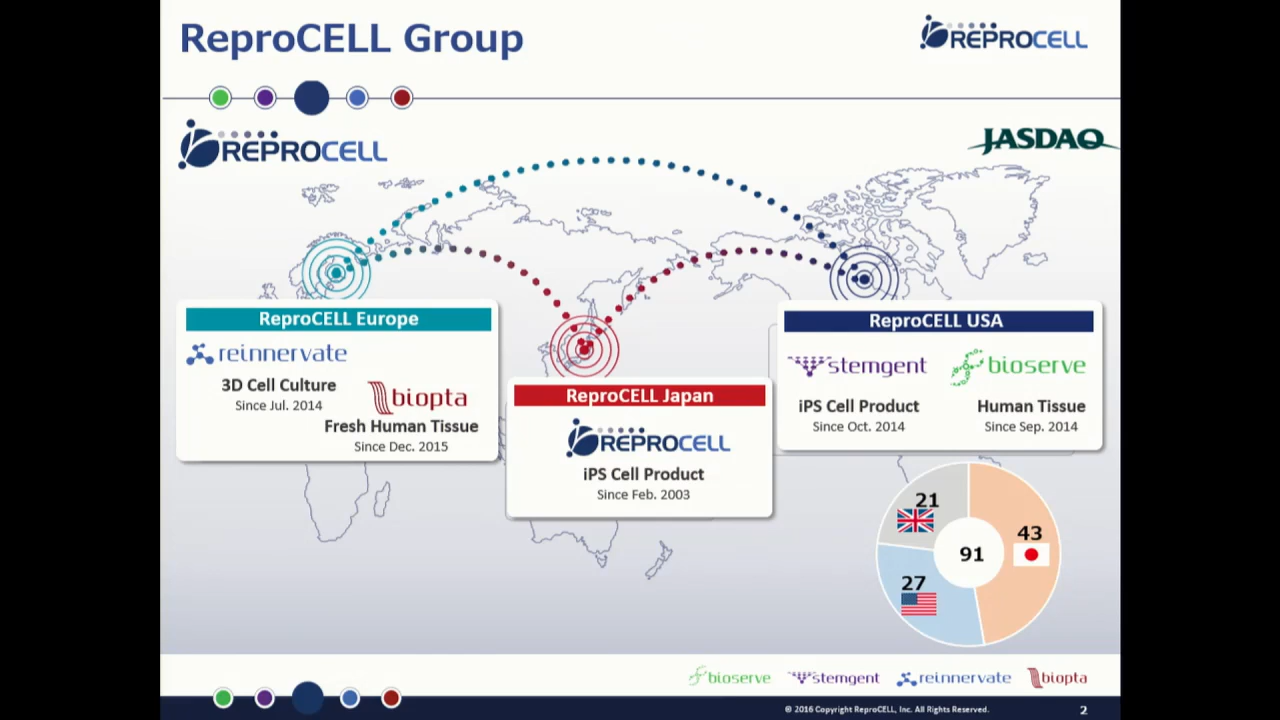 ReproCELL Group
REPROCELL
REPROCELL
JASDAQ
ReproCELL Europe
reinnervate
3D Cell Culture
Since Jul. 2014
biopta
Fresh Human Tissue
Since Dec. 2015
ReproCELL Japan
REPROCELL
iPS Cell Product
Since Feb. 2003
ReproCELL USA
stemgent
iPS Cell Product
Since Oct. 2014
bioserve
Human Tissue
Since Sep. 2014
21
43
91
27
bioserve stemgent reinnervate biopta
© 2016 Copyright ReproCELL, Inc. All Rights Reserved. 2